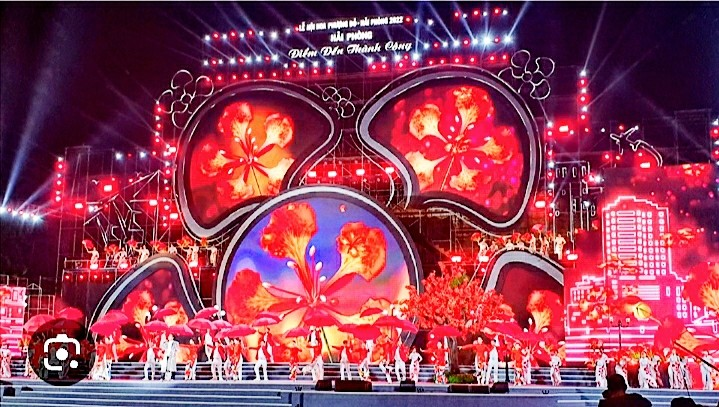 LỄ HỘI HOA PHƯỢNG ĐỎ - HẢI PHÒNG 2022
HẢI PHÒNG
Điểm Đến Thành Công